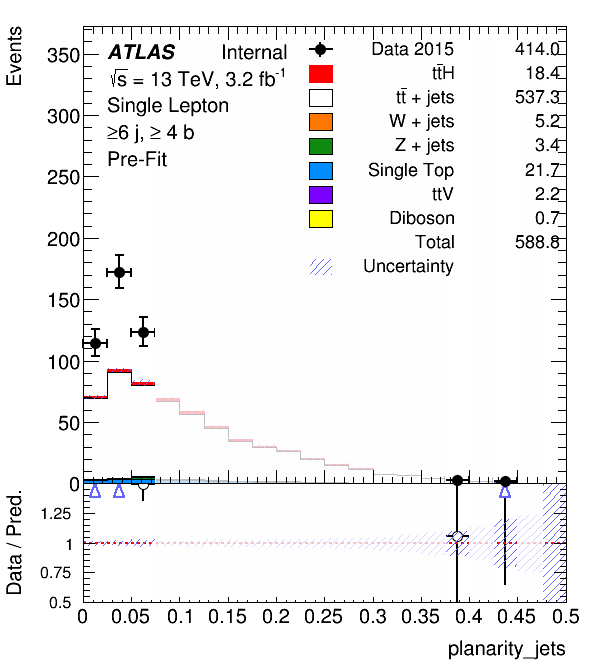 Events
ATLAS Internal
√s = 13 TeV, 3.2 fb-1
Single Lepton
≥6 j, ≥ 4 b
Pre-Fit
Data 2015 414.0
tt̄H 18.4
tt̄ + jets 537.3
W + jets 5.2
Z + jets 3.4
Single Top 21.7
ttV 2.2
Diboson 0.7
Total 588.8
Uncertainty
350
300
250
200
150
100
50
0
Data / Pred.
1.25
1
0.75
0.5
0 0.05 0.1 0.15 0.2 0.25 0.3 0.35 0.4 0.45 0.5
planarity_jets